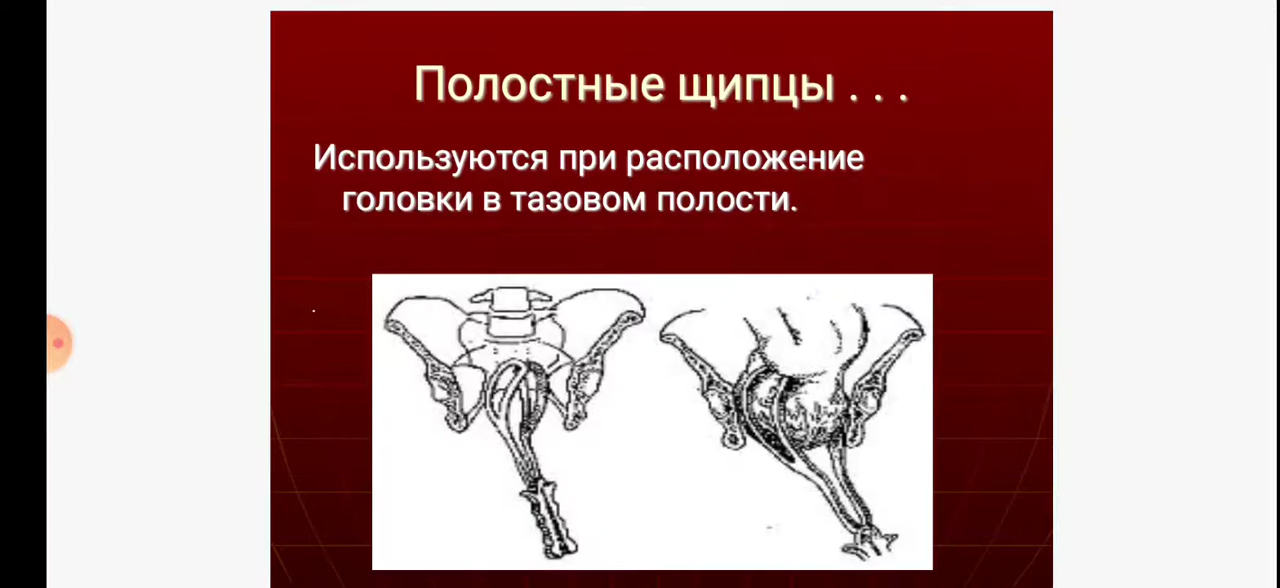 Полостные щипцы . . .
Используются при расположение
головки в тазовом полости.